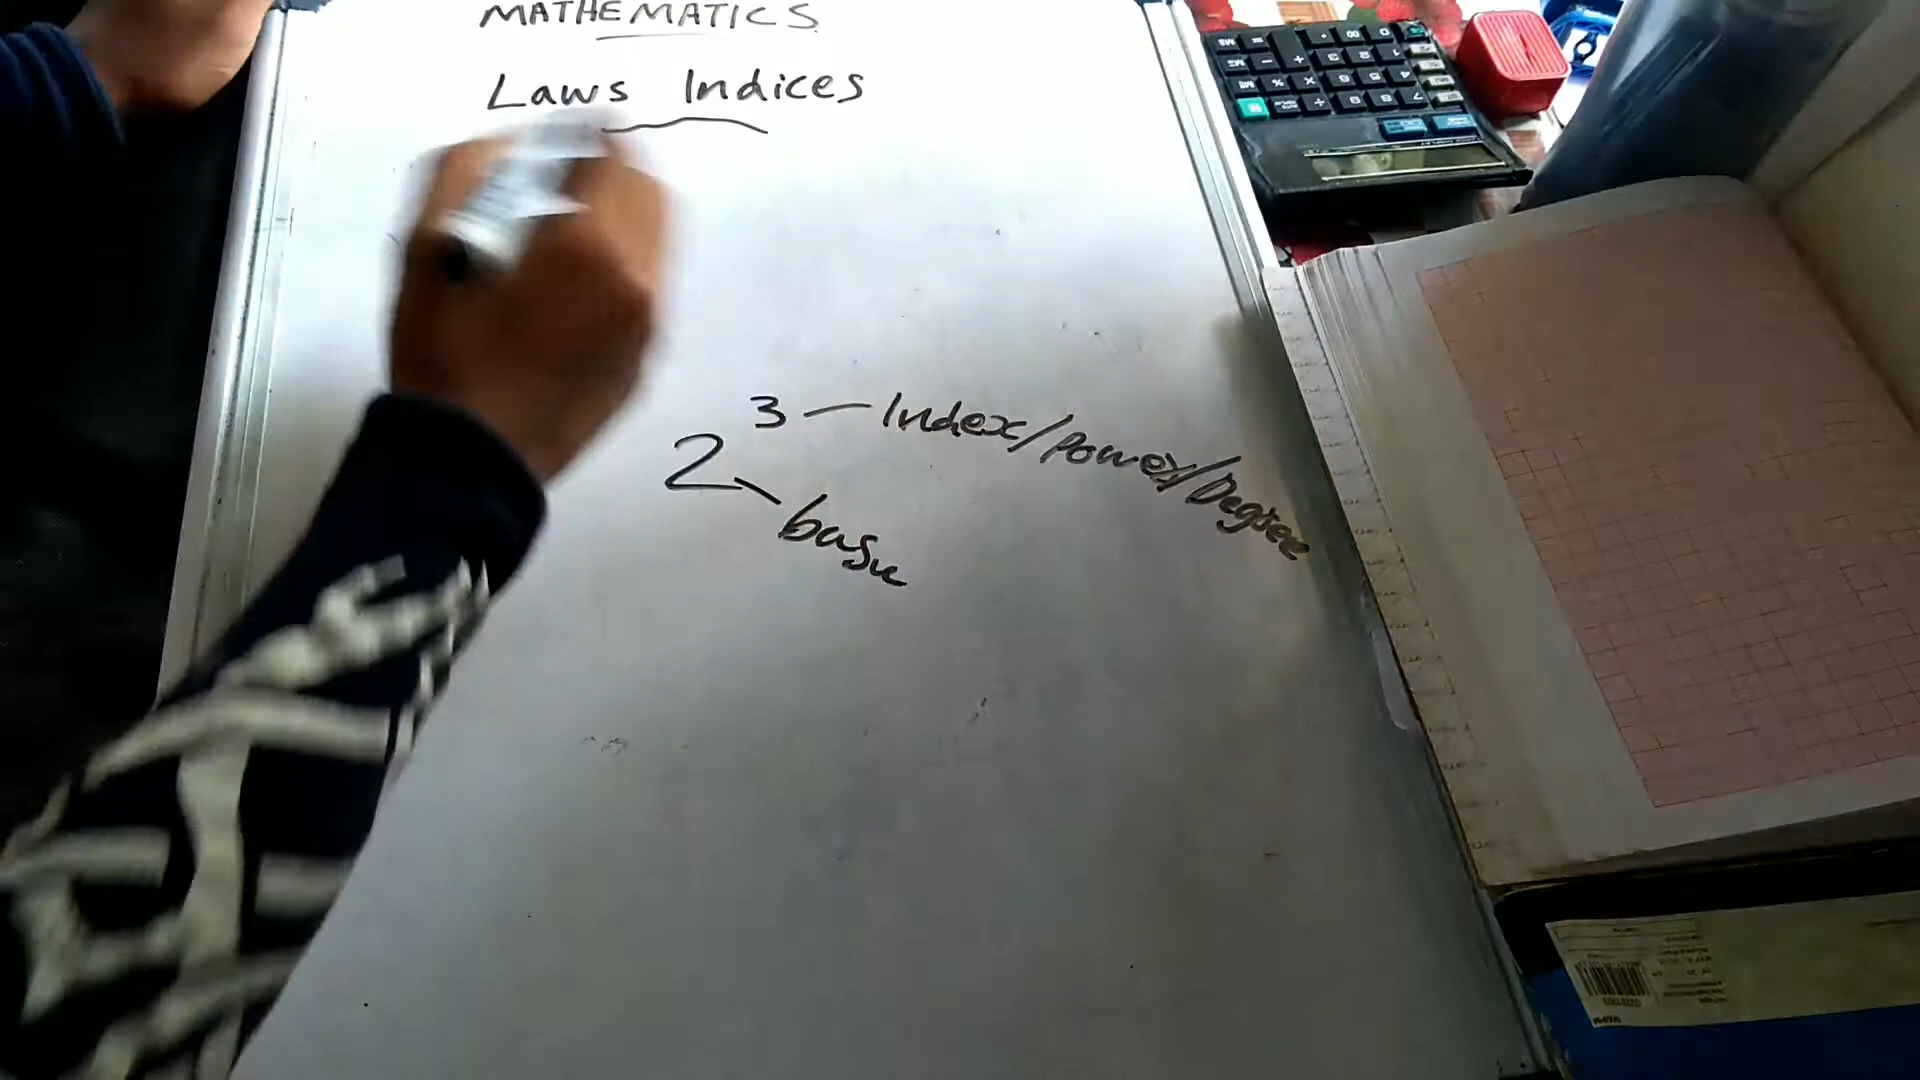 MATHEMATICS
Laws Indices
3 — Index/power/Degree
2
base